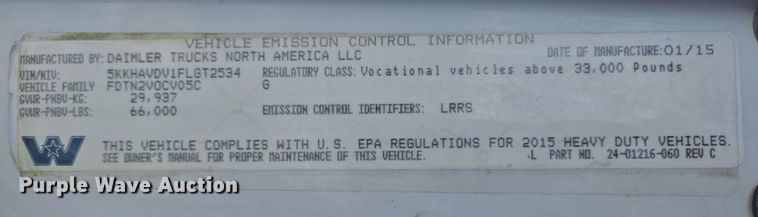 VEHICLE EMISSION CONTROL INFORMATION
MANUFACTURED BY: DAIMLER TRUCKS NORTH AMERICA LLC DATE OF MANUFACTURE: 01/15
VIN/NIV: 5KKHAVDV1FLGT2534 REGULATORY CLASS: Vocational vehicles above 33,000 Pounds
VEHICLE FAMILY FDTN2VOCV05C G
GVWR-PNBV-KG: 29,937
GVWR-PNBV-LBS: 66,000 EMISSION CONTROL IDENTIFIERS: LRRS
THIS VEHICLE COMPLIES WITH U.S. EPA REGULATIONS FOR 2015 HEAVY DUTY VEHICLES.
SEE OWNER'S MANUAL FOR PROPER MAINTENANCE OF THIS VEHICLE. .L PART NO. 24-01216-060 REV C
Purple Wave Auction